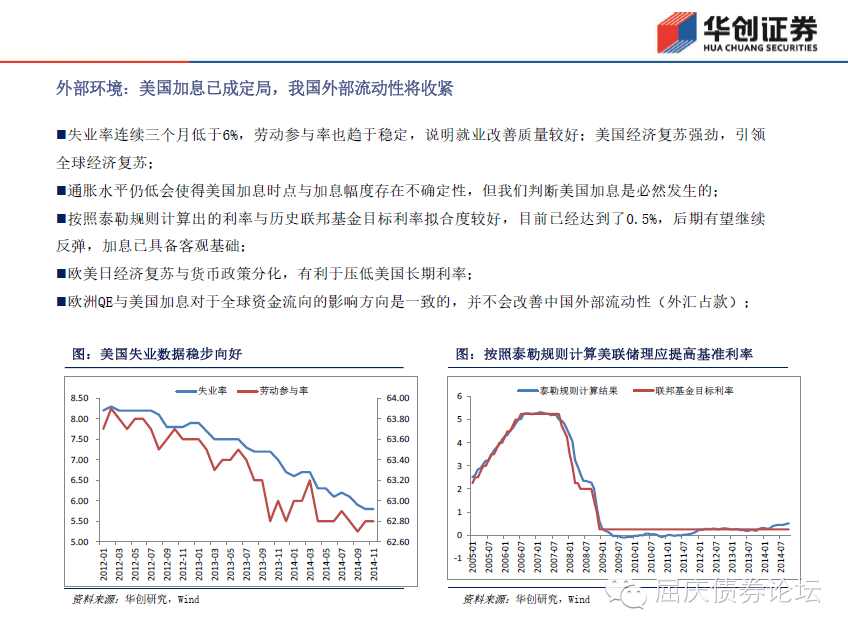 华创证券
HUA CHUANG SECURITIES
外部环境：美国加息已成定局，我国外部流动性将收紧
■失业率连续三个月低于6%，劳动参与率也趋于稳定，说明就业改善质量较好；美国经济复苏强劲，引领
全球经济复苏；
■通胀水平仍低会使得美国加息时点与加息幅度存在不确定性，但我们判断美国加息是必然发生的；
■按照泰勒规则计算出的利率与历史联邦基金目标利率拟合度较好，目前已经达到了0.5%，后期有望继续
反弹，加息已具备客观基础；
■欧美日经济复苏与货币政策分化，有利于压低美国长期利率；
■欧洲QE与美国加息对于全球资金流向的影响方向是一致的，并不会改善中国外部流动性（外汇占款）；
图：美国失业数据稳步向好
失业率 劳动参与率
8.50 64.00
8.00 63.80
7.50 63.60
7.00 63.40
6.50 63.20
6.00 63.00
5.50 62.80
5.00 62.60
2012-01 2012-03 2012-05 2012-07 2012-09 2012-11 2013-01 2013-03 2013-05 2013-07 2013-09 2013-11 2014-01 2014-03 2014-05 2014-07 2014-09 2014-11
资料来源：华创研究，Wind
图：按照泰勒规则计算美联储理应提高基准利率
泰勒规则计算结果 联邦基金目标利率
6
5
4
3
2
1
0
-1
2005-01 2005-07 2006-01 2006-07 2007-01 2007-07 2008-01 2008-07 2009-01 2009-07 2010-01 2010-07 2011-01 2011-07 2012-01 2012-07 2013-01 2013-07 2014-01 2014-07
资料来源：华创研究，Wind
屈庆债券论坛